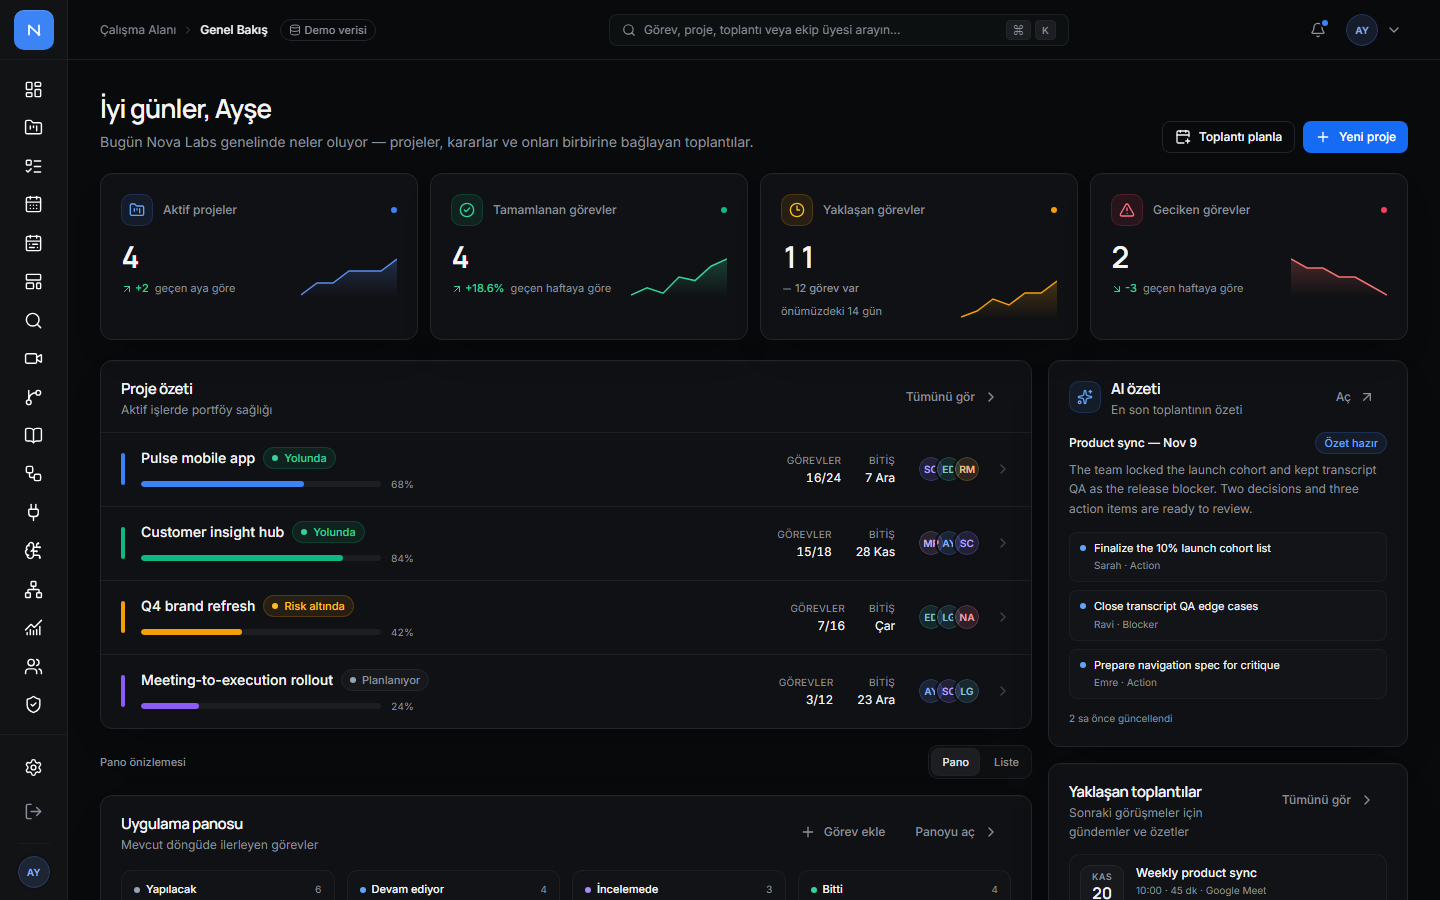 N
Çalışma Alanı
Genel Bakış
Demo verisi
Görev, proje, toplantı veya ekip üyesi arayın...
⌘ K
AY
İyi günler, Ayşe
Bugün Nova Labs genelinde neler oluyor — projeler, kararlar ve onları birbirine bağlayan toplantılar.
Toplantı planla
Yeni proje
Aktif projeler
4
+2 geçen aya göre
Tamamlanan görevler
4
+18.6% geçen haftaya göre
Yaklaşan görevler
11
— 12 görev var
önümüzdeki 14 gün
Geciken görevler
2
-3 geçen haftaya göre
Proje özeti
Aktif işlerde portföy sağlığı
Tümünü gör
Pulse mobile app
Yolunda
68%
GÖREVLER
16/24
BİTİŞ
7 Ara
RM
Customer insight hub
Yolunda
84%
GÖREVLER
15/18
BİTİŞ
28 Kas
SC
Q4 brand refresh
Risk altında
42%
GÖREVLER
7/16
BİTİŞ
Çar
NA
Meeting-to-execution rollout
Planlanıyor
24%
GÖREVLER
3/12
BİTİŞ
23 Ara
LG
AI özeti
En son toplantının özeti
Aç
Product sync — Nov 9
Özet hazır
The team locked the launch cohort and kept transcript
QA as the release blocker. Two decisions and three
action items are ready to review.
Finalize the 10% launch cohort list
Sarah · Action
Close transcript QA edge cases
Ravi · Blocker
Prepare navigation spec for critique
Emre · Action
2 sa önce güncellendi
Pano önizlemesi
Pano
Liste
Uygulama panosu
Mevcut döngüde ilerleyen görevler
Görev ekle
Panoyu aç
Yapılacak 6
Devam ediyor 4
İncelemede 3
Bitti 4
Yaklaşan toplantılar
Sonraki görüşmeler için
gündemler ve özetler
Tümünü gör
KAS
20
Weekly product sync
10:00 · 45 dk · Google Meet
AY